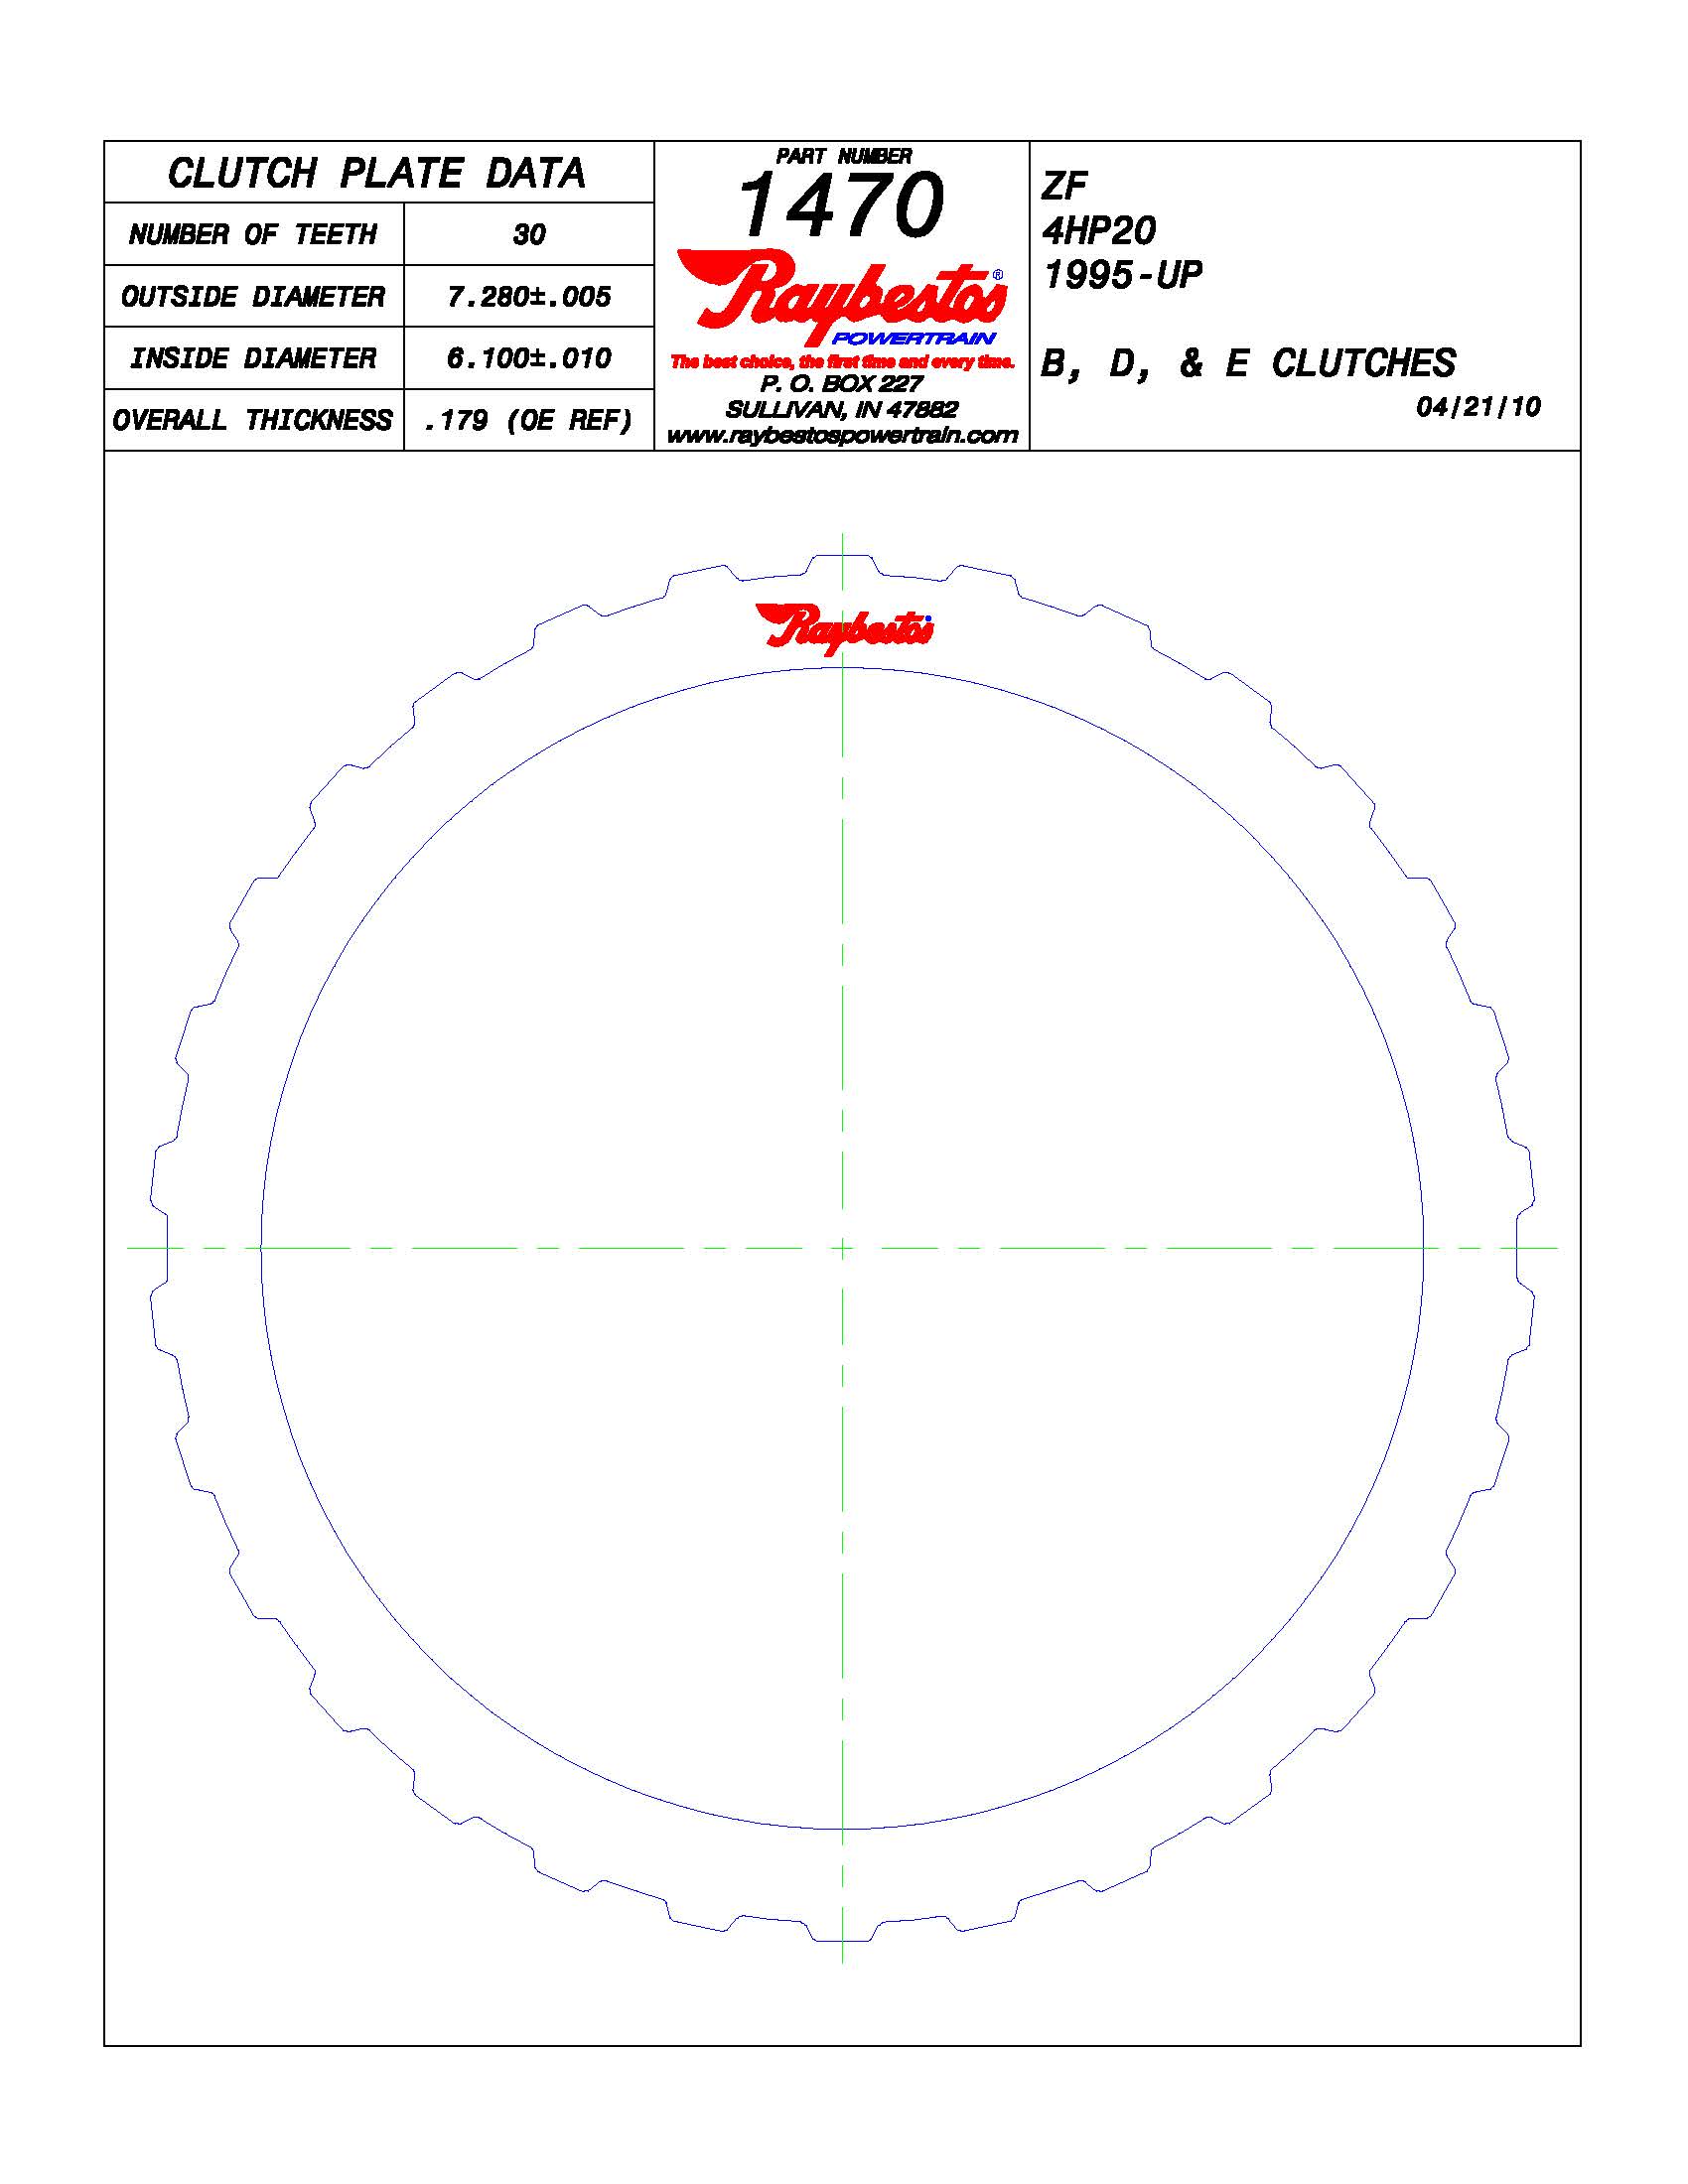 CLUTCH PLATE DATA
NUMBER OF TEETH 30
OUTSIDE DIAMETER 7.280±.005
INSIDE DIAMETER 6.100±.010
OVERALL THICKNESS .179 (OE REF)
PART NUMBER
1470
Raybestos®
POWERTRAIN
The best choice, the first time and every time.
P. O. BOX 227
SULLIVAN, IN 47882
www.raybestospowertrain.com
ZF
4HP20
1995-UP
B, D, & E CLUTCHES
04/21/10
Raybestos